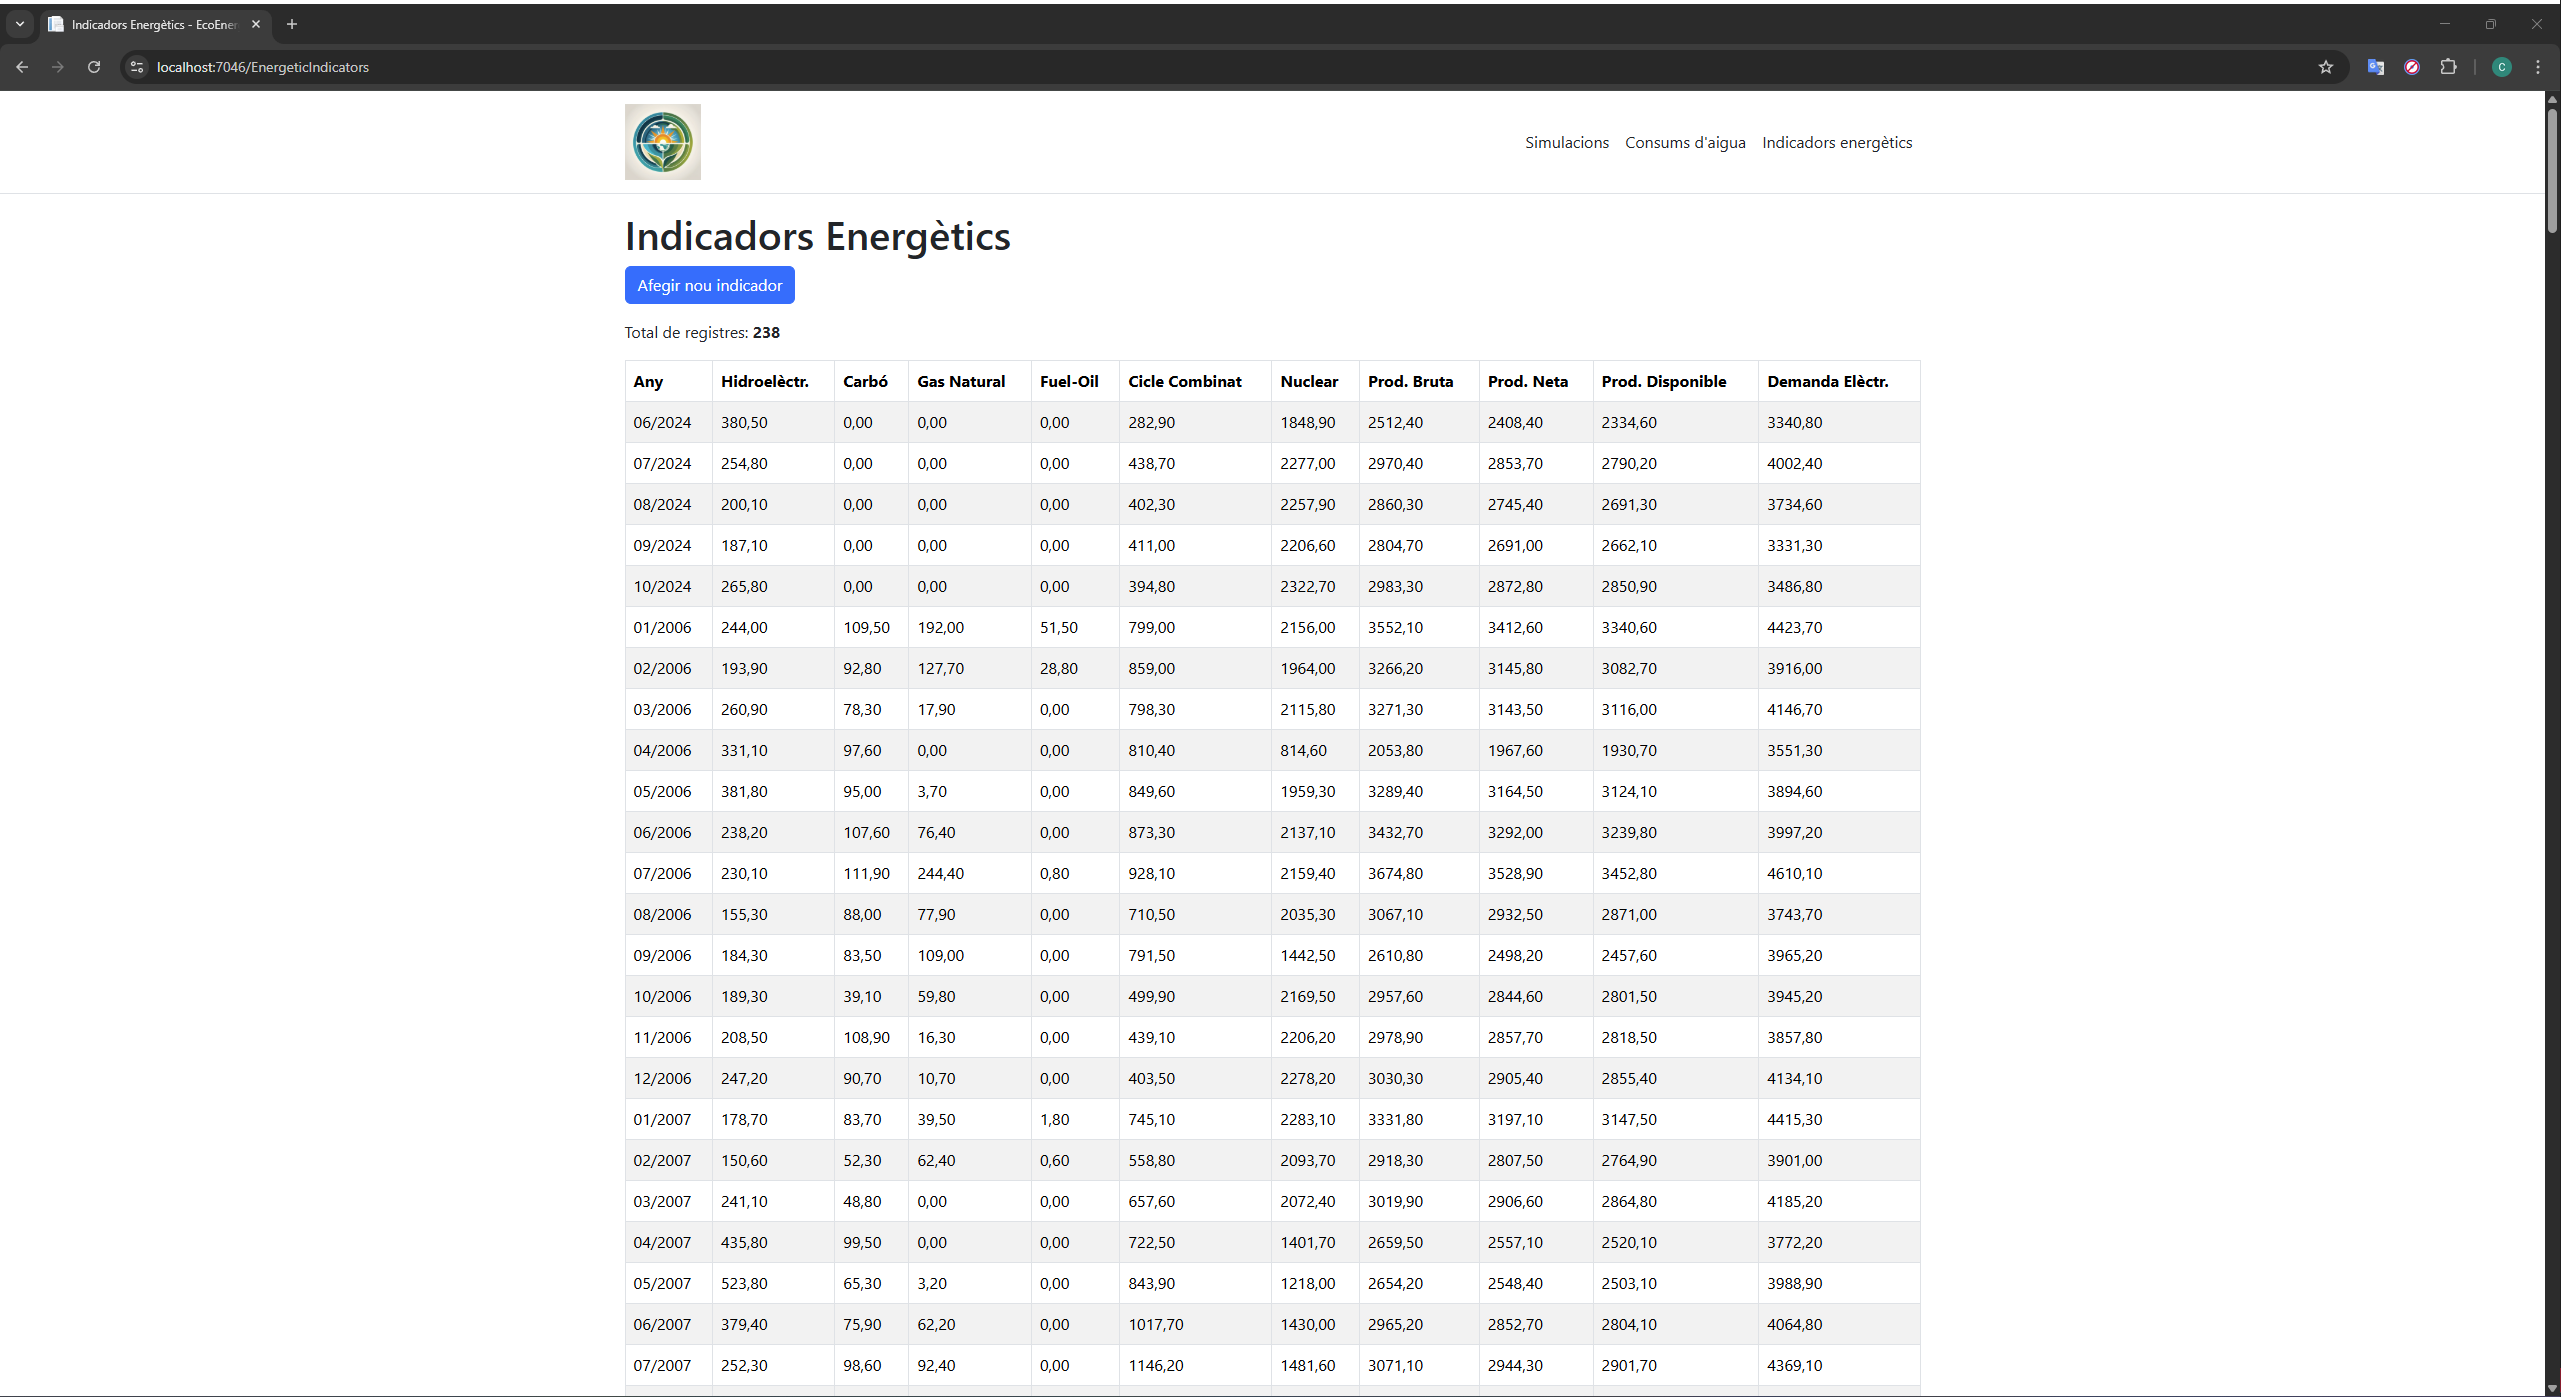 Indicadors Energètics - EcoEner
localhost:7046/EnergeticIndicators
C
Simulacions Consums d'aigua Indicadors energètics
Indicadors Energètics
Afegir nou indicador
Total de registres: 238
Any Hidroelèctr. Carbó Gas Natural Fuel-Oil Cicle Combinat Nuclear Prod. Bruta Prod. Neta Prod. Disponible Demanda Elèctr.
06/2024 380,50 0,00 0,00 0,00 282,90 1848,90 2512,40 2408,40 2334,60 3340,80
07/2024 254,80 0,00 0,00 0,00 438,70 2277,00 2970,40 2853,70 2790,20 4002,40
08/2024 200,10 0,00 0,00 0,00 402,30 2257,90 2860,30 2745,40 2691,30 3734,60
09/2024 187,10 0,00 0,00 0,00 411,00 2206,60 2804,70 2691,00 2662,10 3331,30
10/2024 265,80 0,00 0,00 0,00 394,80 2322,70 2983,30 2872,80 2850,90 3486,80
01/2006 244,00 109,50 192,00 51,50 799,00 2156,00 3552,10 3412,60 3340,60 4423,70
02/2006 193,90 92,80 127,70 28,80 859,00 1964,00 3266,20 3145,80 3082,70 3916,00
03/2006 260,90 78,30 17,90 0,00 798,30 2115,80 3271,30 3143,50 3116,00 4146,70
04/2006 331,10 97,60 0,00 0,00 810,40 814,60 2053,80 1967,60 1930,70 3551,30
05/2006 381,80 95,00 3,70 0,00 849,60 1959,30 3289,40 3164,50 3124,10 3894,60
06/2006 238,20 107,60 76,40 0,00 873,30 2137,10 3432,70 3292,00 3239,80 3997,20
07/2006 230,10 111,90 244,40 0,80 928,10 2159,40 3674,80 3528,90 3452,80 4610,10
08/2006 155,30 88,00 77,90 0,00 710,50 2035,30 3067,10 2932,50 2871,00 3743,70
09/2006 184,30 83,50 109,00 0,00 791,50 1442,50 2610,80 2498,20 2457,60 3965,20
10/2006 189,30 39,10 59,80 0,00 499,90 2169,50 2957,60 2844,60 2801,50 3945,20
11/2006 208,50 108,90 16,30 0,00 439,10 2206,20 2978,90 2857,70 2818,50 3857,80
12/2006 247,20 90,70 10,70 0,00 403,50 2278,20 3030,30 2905,40 2855,40 4134,10
01/2007 178,70 83,70 39,50 1,80 745,10 2283,10 3331,80 3197,10 3147,50 4415,30
02/2007 150,60 52,30 62,40 0,60 558,80 2093,70 2918,30 2807,50 2764,90 3901,00
03/2007 241,10 48,80 0,00 0,00 657,60 2072,40 3019,90 2906,60 2864,80 4185,20
04/2007 435,80 99,50 0,00 0,00 722,50 1401,70 2659,50 2557,10 2520,10 3772,20
05/2007 523,80 65,30 3,20 0,00 843,90 1218,00 2654,20 2548,40 2503,10 3988,90
06/2007 379,40 75,90 62,20 0,00 1017,70 1430,00 2965,20 2852,70 2804,10 4064,80
07/2007 252,30 98,60 92,40 0,00 1146,20 1481,60 3071,10 2944,30 2901,70 4369,10